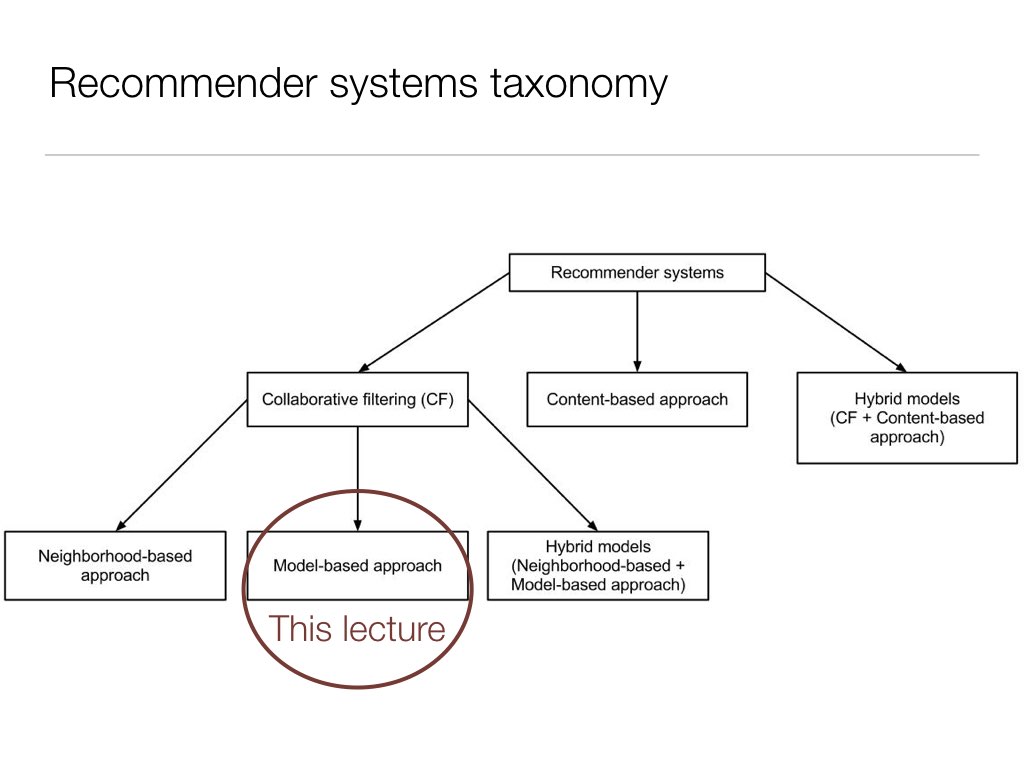 Recommender systems taxonomy
Recommender systems
Collaborative filtering (CF)
Content-based approach
Hybrid models
(CF + Content-based
approach)
Neighborhood-based
approach
Model-based approach
Hybrid models
(Neighborhood-based +
Model-based approach)
This lecture